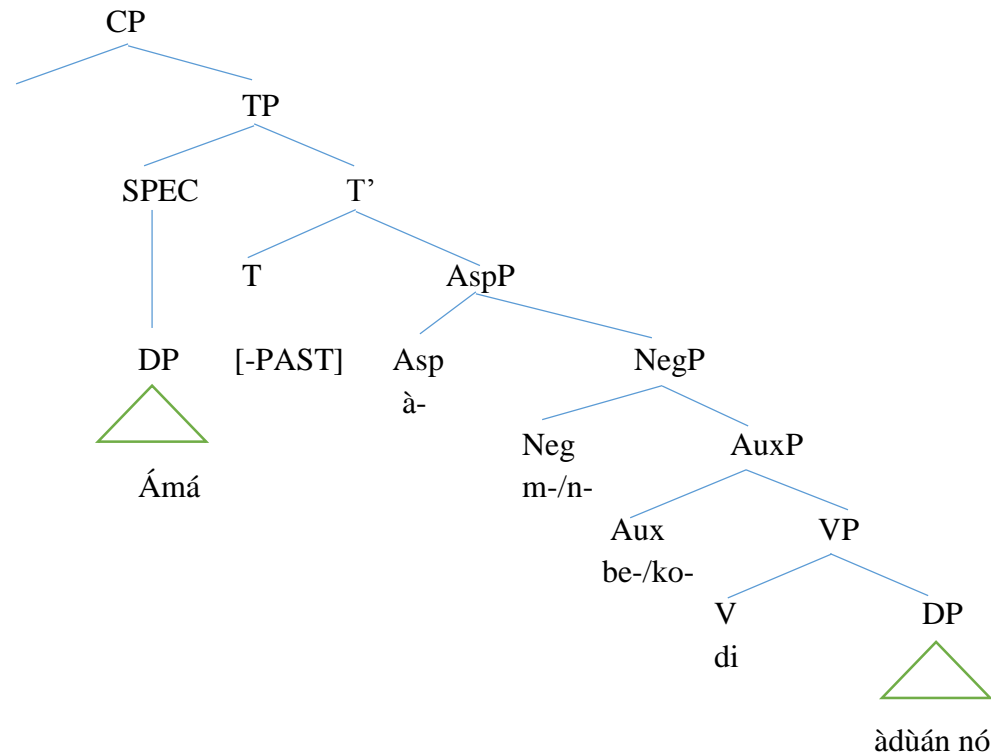 CP
TP
SPEC T’
T AspP
DP [-PAST] Asp NegP
à-
Ámá Neg AuxP
m-/n-
Aux VP
be-/ko-
V DP
di
àdùán nó